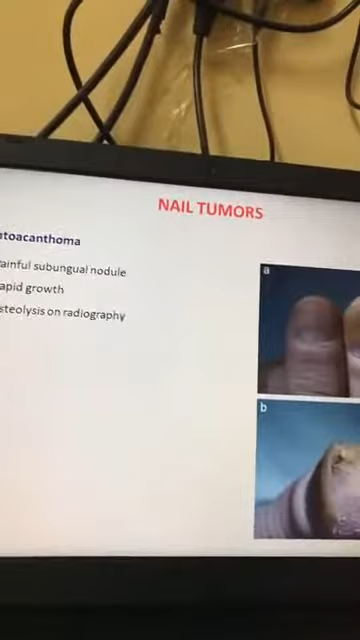 NAIL TUMORS
toacanthoma
ainful subungual nodule
apid growth
steolysis on radiography
a
b